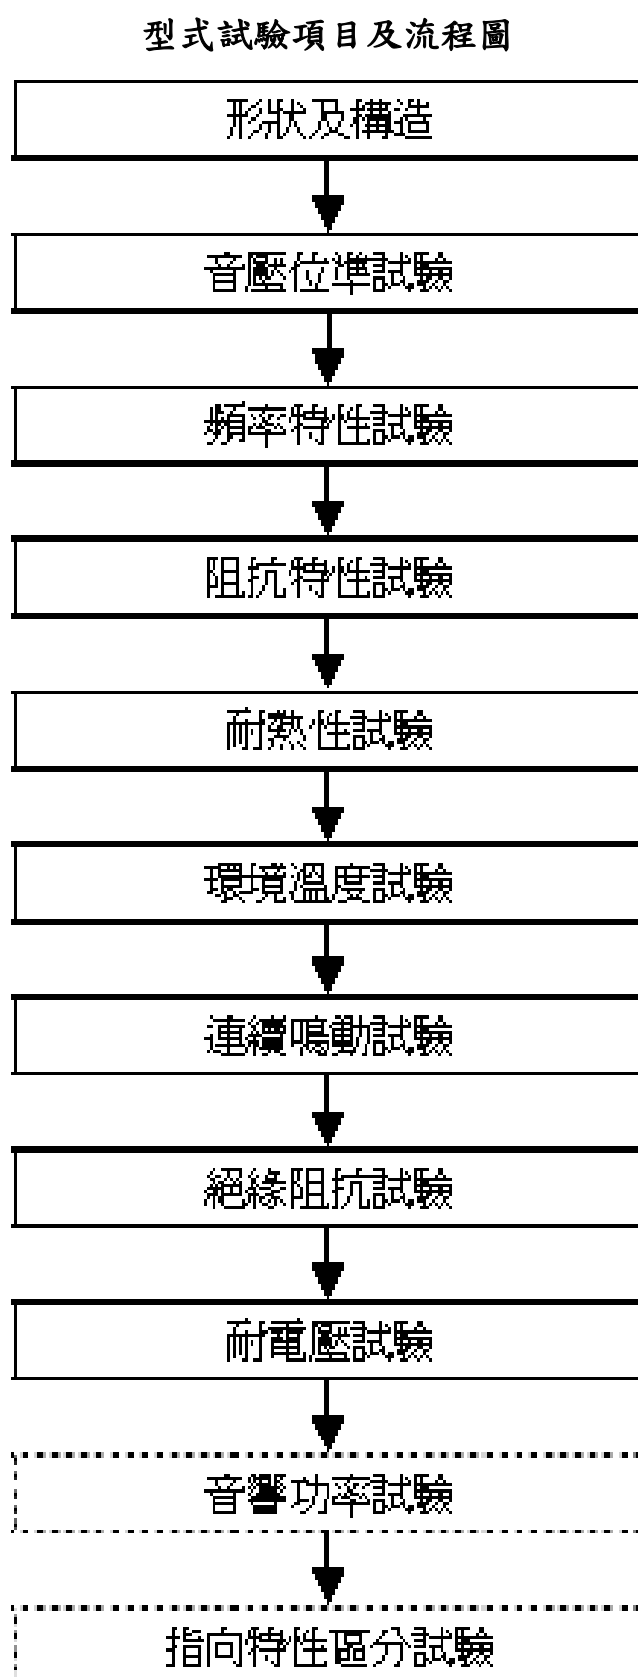 型式試驗項目及流程圖
形狀及構造
音壓位準試驗
頻率特性試驗
阻抗特性試驗
耐熱性試驗
環境溫度試驗
連續鳴動試驗
絕緣阻抗試驗
耐電壓試驗
音響功率試驗
指向特性區分試驗